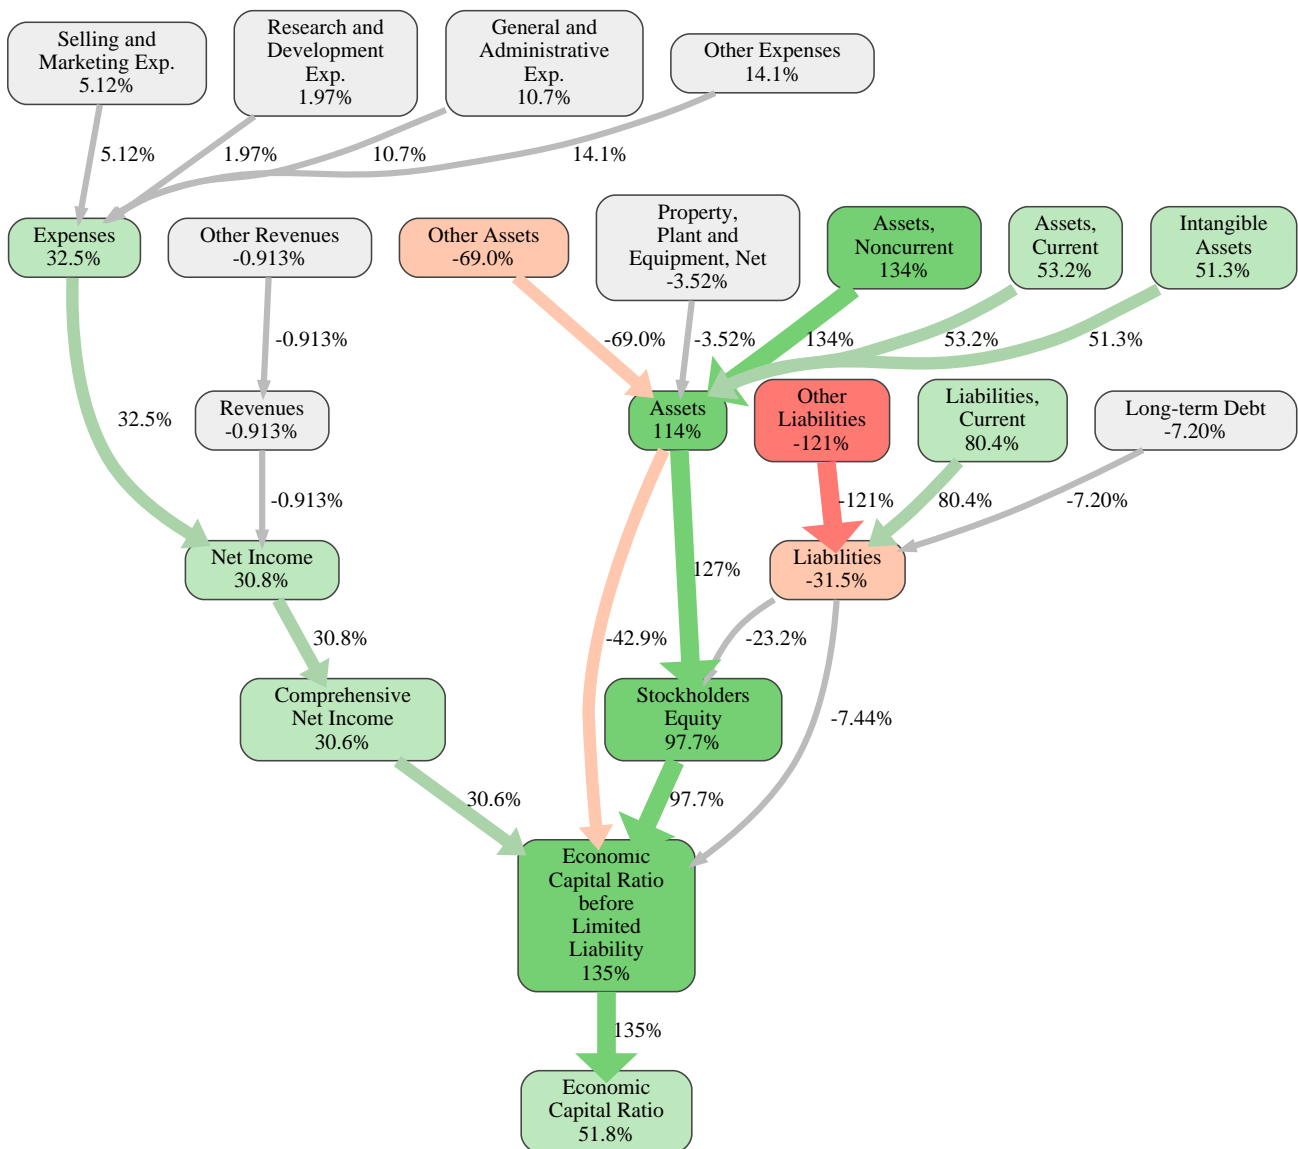 Selling and
Marketing Exp.
5.12%
Research and
Development
Exp.
1.97%
General and
Administrative
Exp.
10.7%
Other Expenses
14.1%
5.12%
1.97%
10.7%
14.1%
Expenses
32.5%
Other Revenues
-0.913%
Other Assets
-69.0%
Property,
Plant and
Equipment, Net
-3.52%
Assets,
Noncurrent
134%
Assets,
Current
53.2%
Intangible
Assets
51.3%
-0.913%
-69.0%
-3.52%
134%
53.2%
51.3%
32.5%
Revenues
-0.913%
Assets
114%
Other
Liabilities
-121%
Liabilities,
Current
80.4%
Long-term Debt
-7.20%
-0.913%
-121%
80.4%
-7.20%
Net Income
30.8%
127%
Liabilities
-31.5%
30.8%
-42.9%
-23.2%
Comprehensive
Net Income
30.6%
Stockholders
Equity
97.7%
-7.44%
30.6%
97.7%
Economic
Capital Ratio
before
Limited
Liability
135%
135%
Economic
Capital Ratio
51.8%